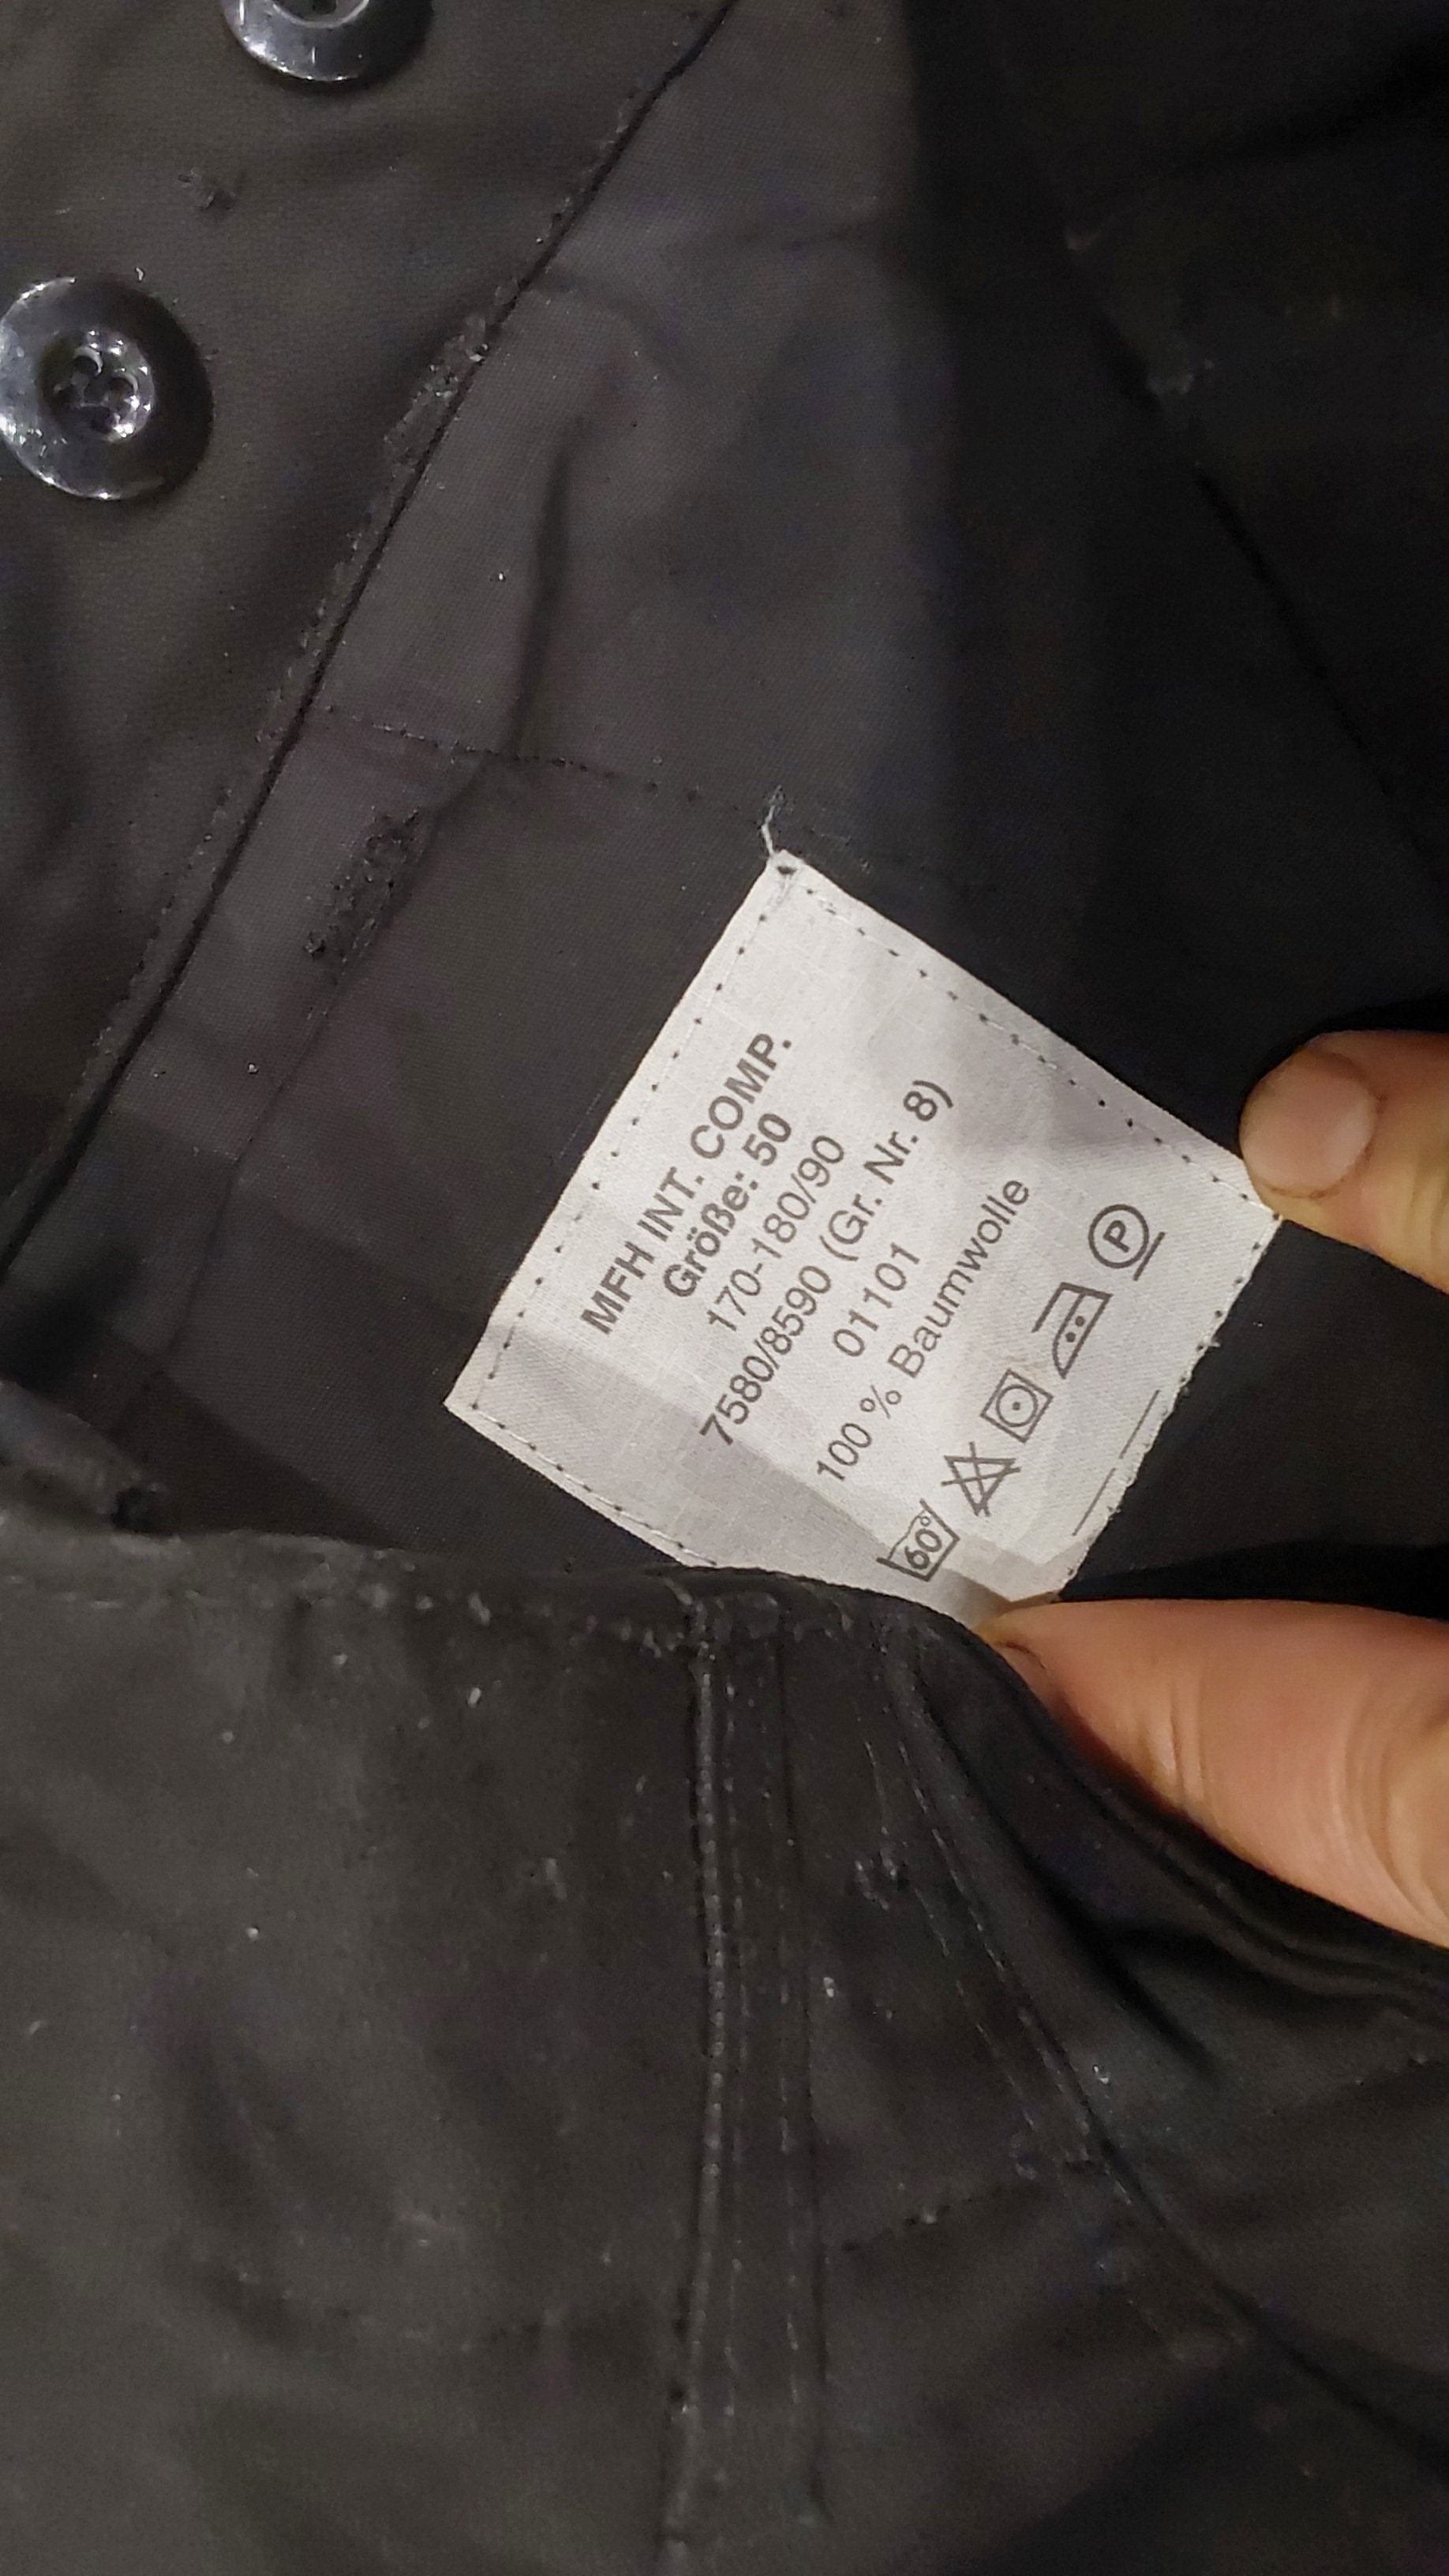 MFH INT. COMP.
Größe: 50
170-180/90
7580/8590 (Gr. Nr. 8)
01101
100 % Baumwolle
60° P